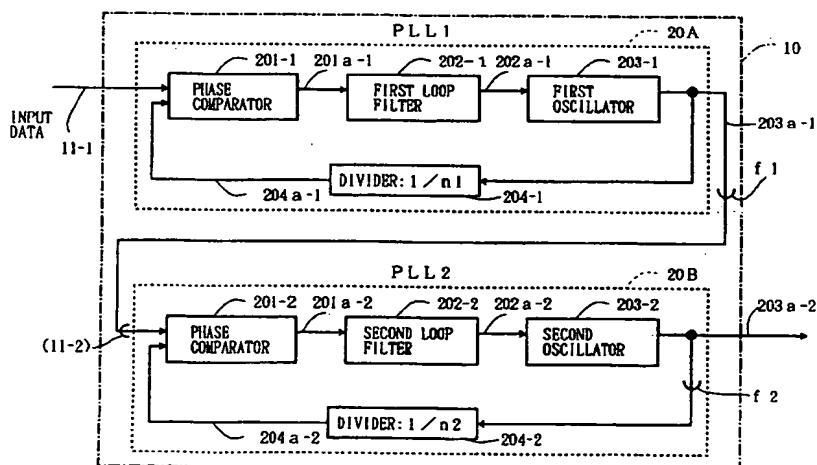 PLL1
20A
10
201-1
201a-1
202-1
202a-1
203-1
PHASE
COMPARATOR
FIRST LOOP
FILTER
FIRST
OSCILLATOR
INPUT
DATA
11-1
203a-1
204a-1
DIVIDER: 1/n1
204-1
f 1
PLL2
20B
201-2
201a-2
202-2
202a-2
203-2
203a-2
(11-2)
PHASE
COMPARATOR
SECOND LOOP
FILTER
SECOND
OSCILLATOR
f 2
204a-2
DIVIDER: 1/n2
204-2